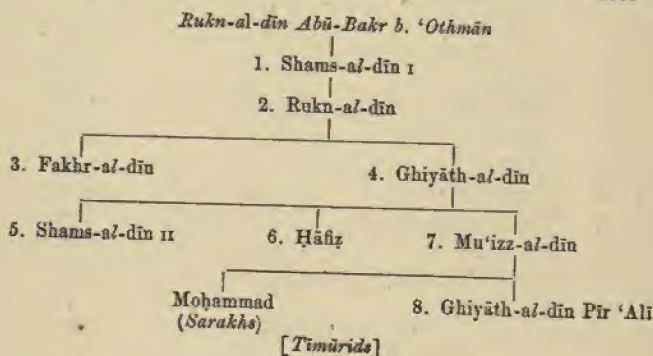 Rukn-al-dīn Abū-Bakr b. ‘Othmān
1. Shams-al-dīn I
2. Rukn-al-dīn
3. Fakhr-al-dīn 4. Ghiyāth-al-dīn
5. Shams-al-dīn II 6. Ḥāfiẓ 7. Mu‘izz-al-dīn
Moḥammad 8. Ghiyāth-al-dīn Pīr ‘Alī
(Sarakhs)
[Tīmūrids]